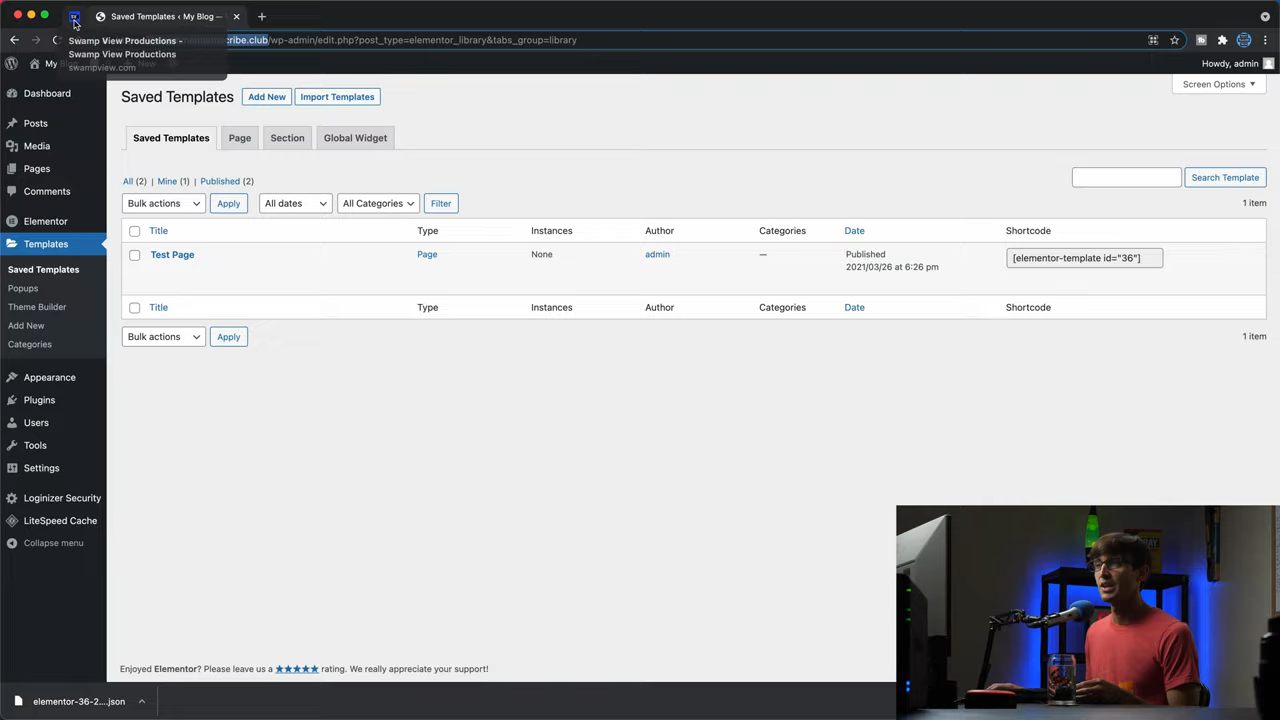 SV
Saved Templates ‹ My Blog —
cribe.club/wp-admin/edit.php?post_type=elementor_library&tabs_group=library
Swamp View Productions -
Swamp View Productions
swampview.com
My B
New
Howdy, admin
Dashboard
Posts
Media
Pages
Comments
Elementor
Templates
Saved Templates
Popups
Theme Builder
Add New
Categories
Appearance
Plugins
Users
Tools
Settings
Loginizer Security
LiteSpeed Cache
Collapse menu
Saved Templates Add New Import Templates
Screen Options
Saved Templates Page Section Global Widget
All (2) | Mine (1) | Published (2)
Search Template
Bulk actions Apply All dates All Categories Filter
1 item
Title Type Instances Author Categories Date Shortcode
Test Page Page None admin — Published [elementor-template id="36"]
2021/03/26 at 6:26 pm
Title Type Instances Author Categories Date Shortcode
Bulk actions Apply
1 item
Enjoyed Elementor? Please leave us a ★★★★★ rating. We really appreciate your support!
elementor-36-2....json